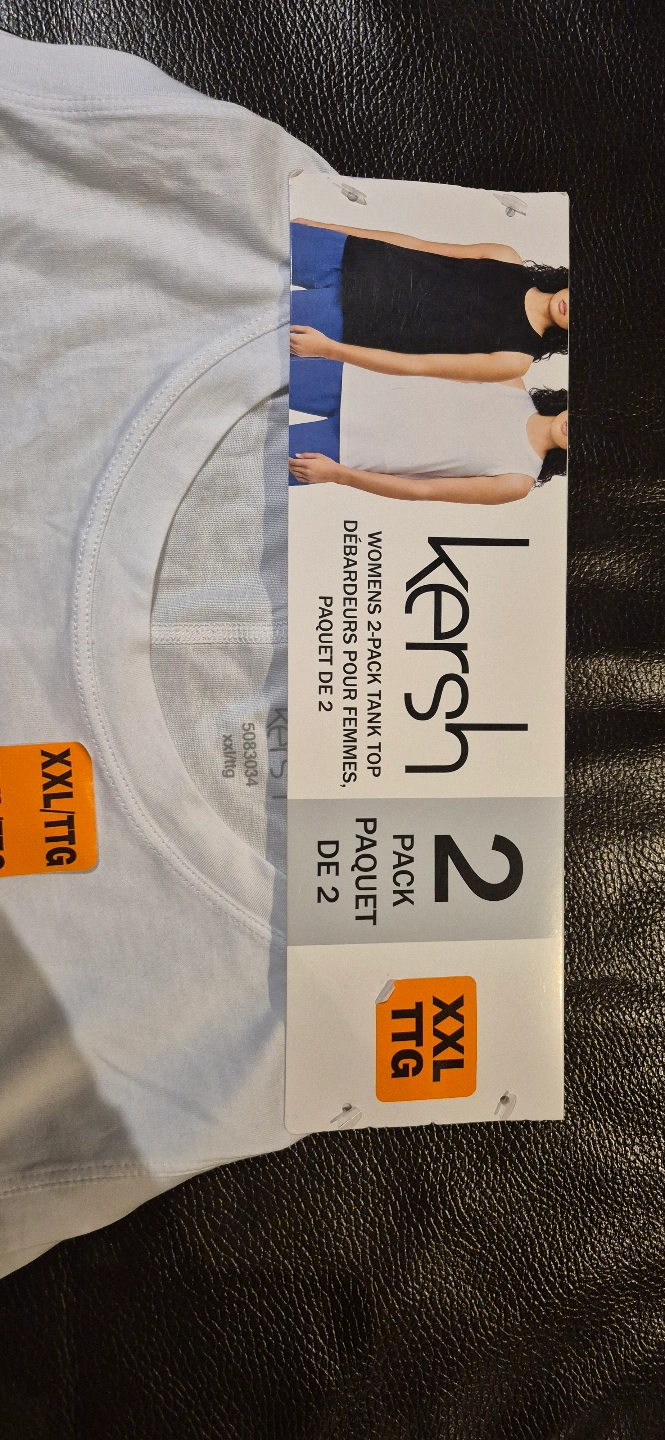 kersh
WOMENS 2-PACK TANK TOP
DÉBARDEURS POUR FEMMES,
PAQUET DE 2
2
PACK
PAQUET
DE 2
XXL
TTG
kersh
5083034
xxl/ttg
XXL/TTG